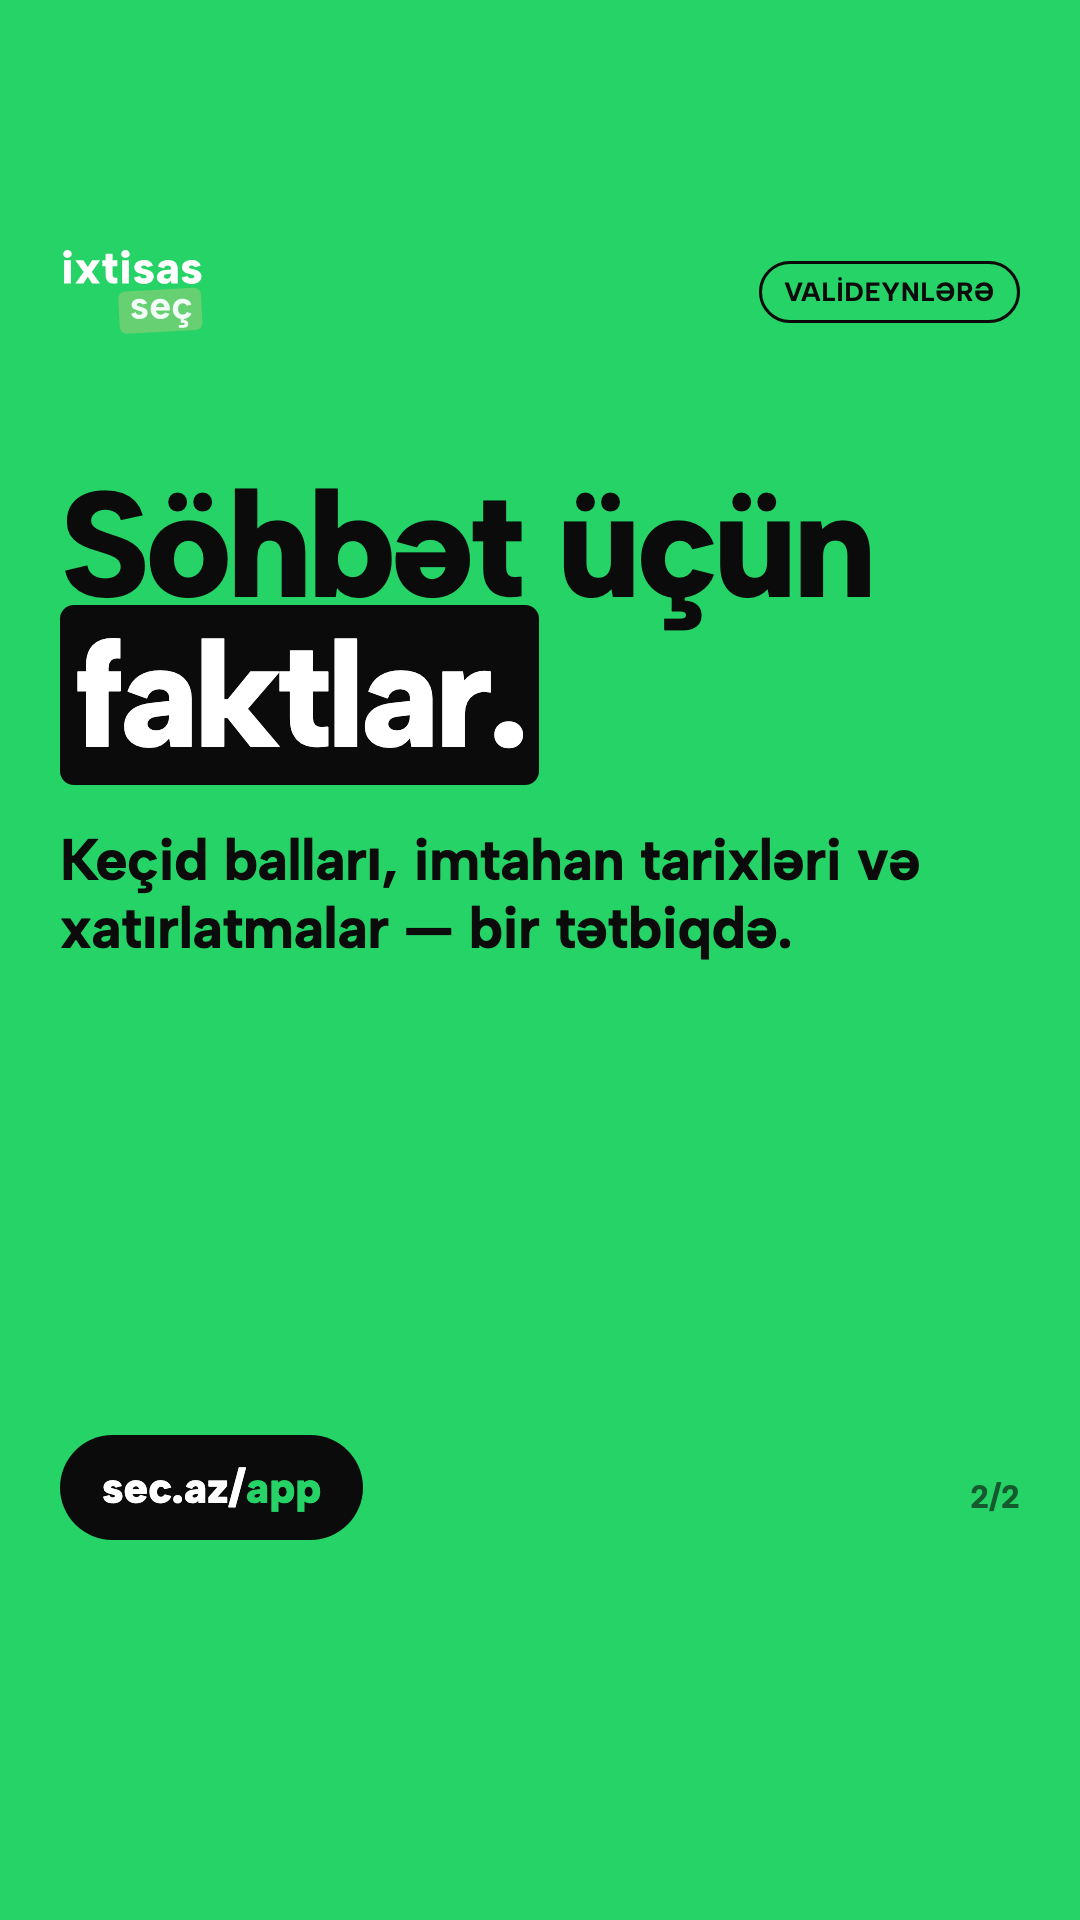 ixtisas
seç
VALİDEYNLƏRƏ
Söhbət üçün
faktlar.
Keçid balları, imtahan tarixləri və
xatırlatmalar — bir tətbiqdə.
sec.az/app
2/2